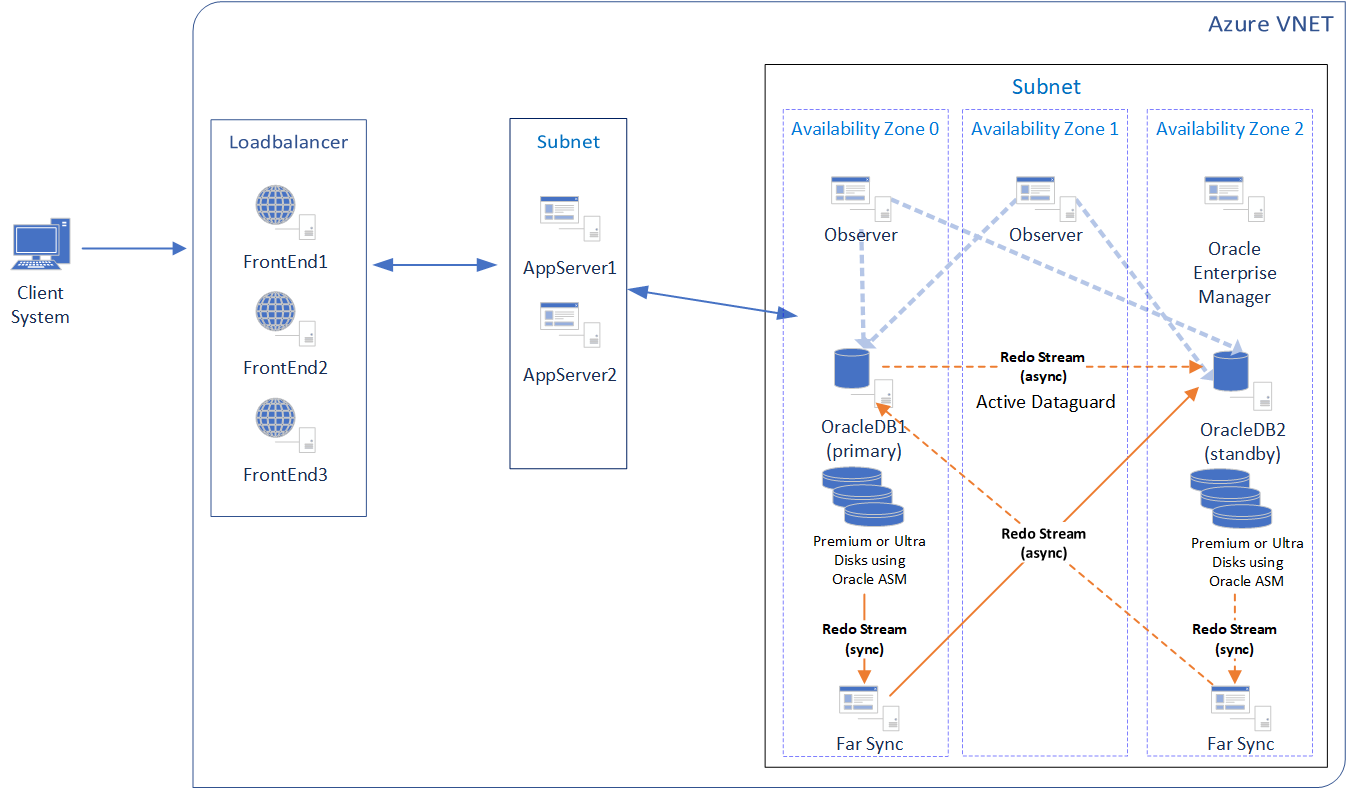 Azure VNET
Client
System
Loadbalancer
FrontEnd1
FrontEnd2
FrontEnd3
Subnet
AppServer1
AppServer2
Subnet
Availability Zone 0
Availability Zone 1
Availability Zone 2
Observer
Observer
Oracle
Enterprise
Manager
Redo Stream
(async)
Active Dataguard
OracleDB1
(primary)
OracleDB2
(standby)
Premium or Ultra
Disks using
Oracle ASM
Redo Stream
(async)
Premium or Ultra
Disks using
Oracle ASM
Redo Stream
(sync)
Redo Stream
(sync)
Far Sync
Far Sync